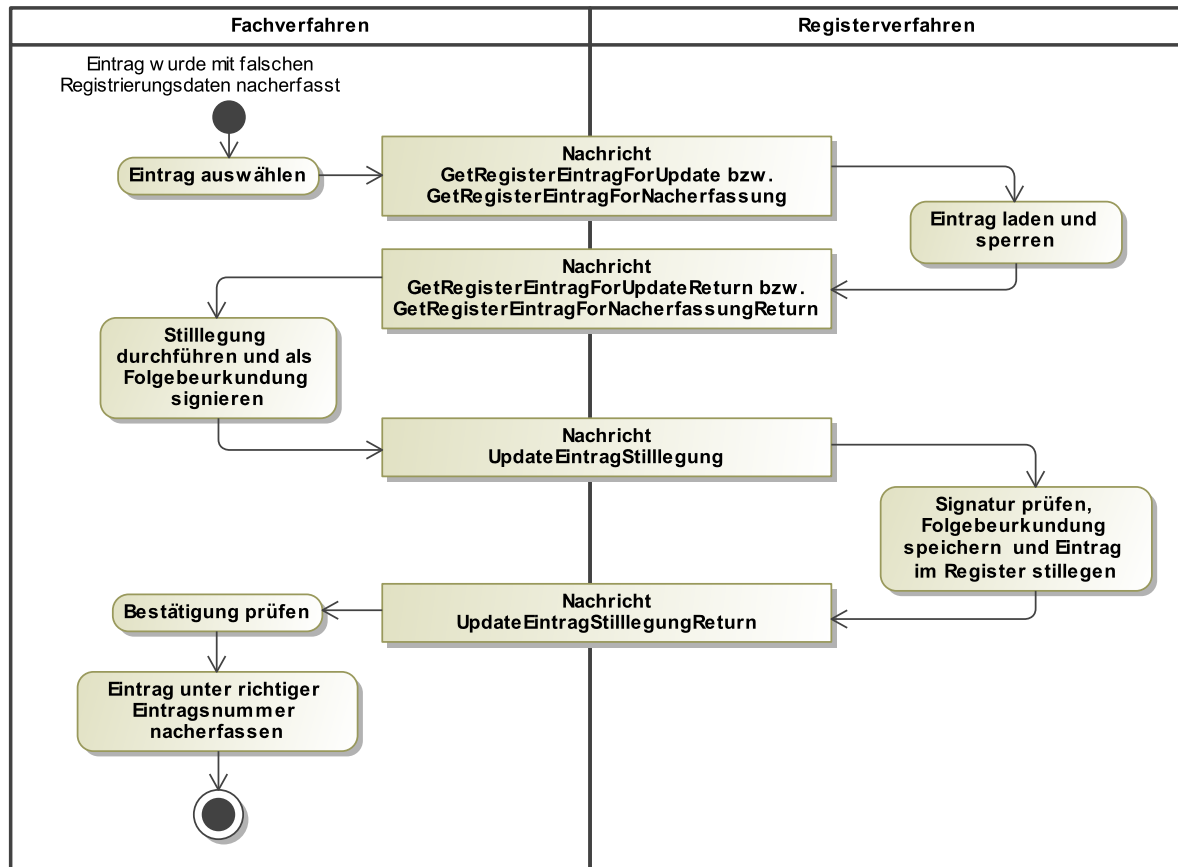 Fachverfahren
Registerverfahren
Eintrag wurde mit falschen
Registrierungsdaten nacherfasst
Eintrag auswählen
Nachricht
GetRegisterEintragForUpdate bzw.
GetRegisterEintragForNacherfassung
Eintrag laden und
sperren
Nachricht
GetRegisterEintragForUpdateReturn bzw.
GetRegisterEintragForNacherfassungReturn
Stilllegung
durchführen und als
Folgebeurkundung
signieren
Nachricht
UpdateEintragStilllegung
Signatur prüfen,
Folgebeurkundung
speichern und Eintrag
im Register stillegen
Nachricht
UpdateEintragStilllegungReturn
Bestätigung prüfen
Eintrag unter richtiger
Eintragsnummer
nacherfassen